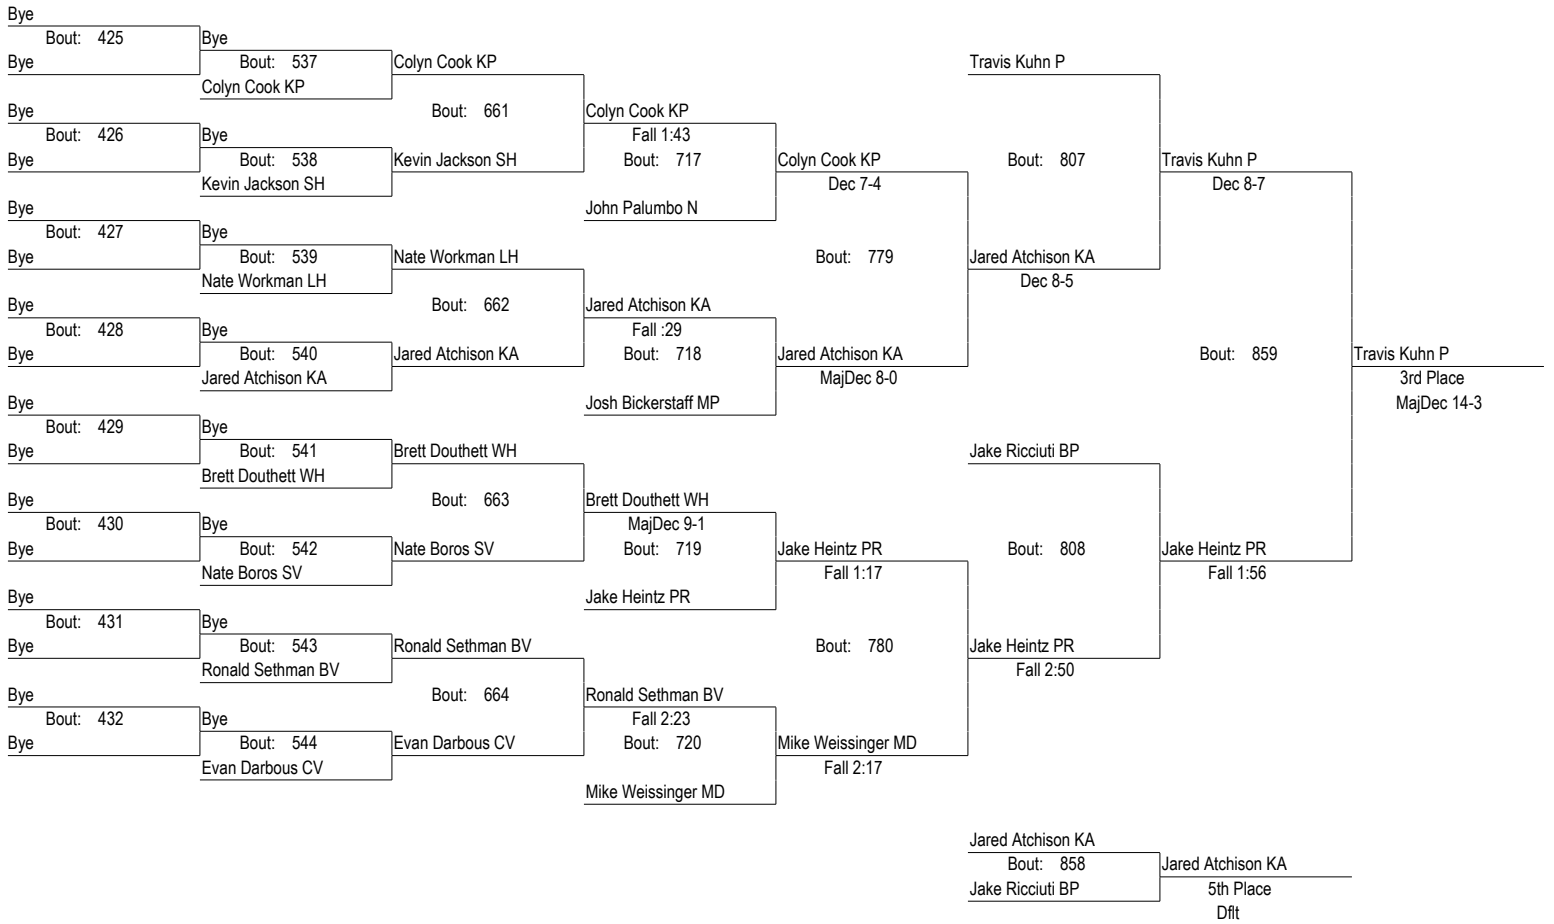 Bye
Bout: 425
Bye
Bye
Bout: 426
Bye
Bye
Bout: 427
Bye
Bye
Bout: 428
Bye
Bye
Bout: 429
Bye
Bye
Bout: 430
Bye
Bye
Bout: 431
Bye
Bye
Bout: 432
Bye
Bye
Bout: 537
Colyn Cook KP
Bye
Bout: 538
Kevin Jackson SH
Bye
Bout: 539
Nate Workman LH
Bye
Bout: 540
Jared Atchison KA
Bye
Bout: 541
Brett Douthett WH
Bye
Bout: 542
Nate Boros SV
Bye
Bout: 543
Ronald Sethman BV
Bye
Bout: 544
Evan Darbous CV
Colyn Cook KP
Bout: 661
Kevin Jackson SH
Nate Workman LH
Bout: 662
Jared Atchison KA
Brett Douthett WH
Bout: 663
Nate Boros SV
Ronald Sethman BV
Bout: 664
Evan Darbous CV
Colyn Cook KP
Fall 1:43
Bout: 717
John Palumbo N
Jared Atchison KA
Fall :29
Bout: 718
Josh Bickerstaff MP
Brett Douthett WH
MajDec 9-1
Bout: 719
Jake Heintz PR
Ronald Sethman BV
Fall 2:23
Bout: 720
Mike Weissinger MD
Colyn Cook KP
Dec 7-4
Bout: 779
Jared Atchison KA
MajDec 8-0
Jake Heintz PR
Fall 1:17
Bout: 780
Mike Weissinger MD
Fall 2:17
Travis Kuhn P
Bout: 807
Jared Atchison KA
Dec 8-5
Jake Ricciuti BP
Bout: 808
Jake Heintz PR
Fall 2:50
Travis Kuhn P
Dec 8-7
Bout: 859
Jake Heintz PR
Fall 1:56
Travis Kuhn P
3rd Place
MajDec 14-3
Jared Atchison KA
Bout: 858
Jake Ricciuti BP
Jared Atchison KA
5th Place
Dflt